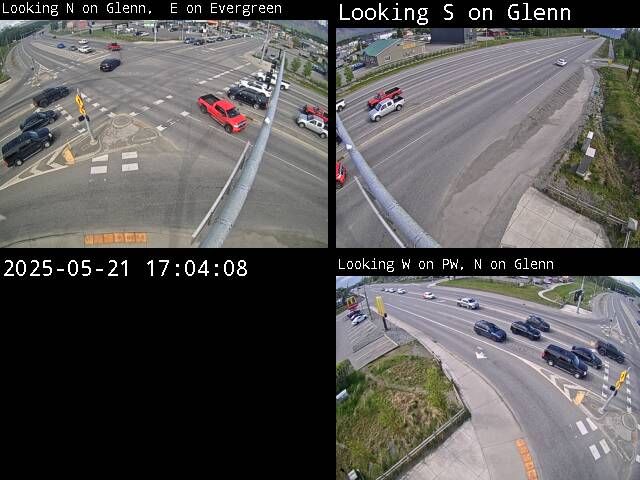 Looking N on Glenn,  E on Evergreen
Looking S on Glenn
2025-05-21 17:04:08
Looking W on PW, N on Glenn